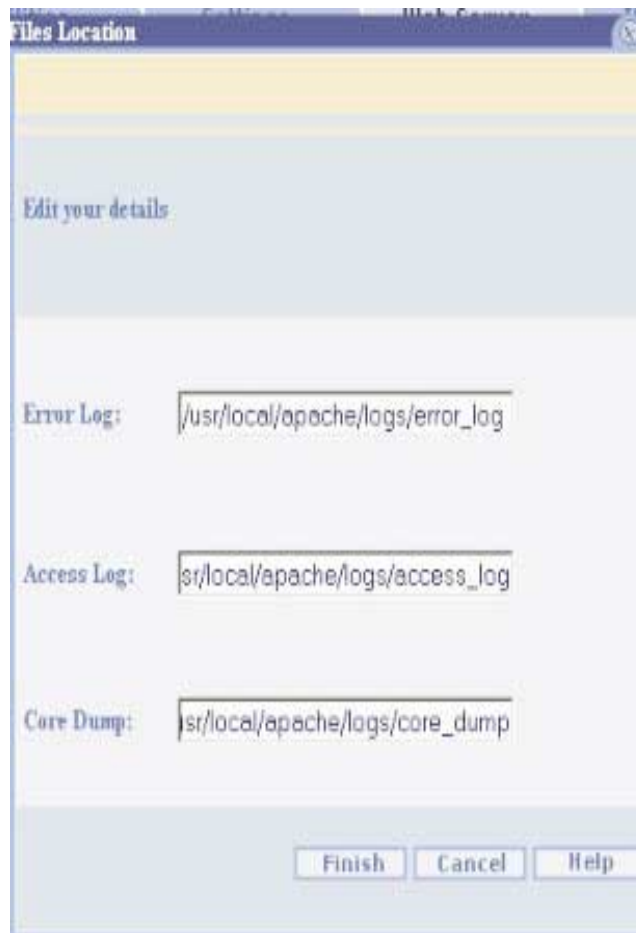 Files Location
Edit your details
Error Log: /usr/local/apache/logs/error_log
Access Log: sr/local/apache/logs/access_log
Core Dump: sr/local/apache/logs/core_dump
Finish Cancel Help